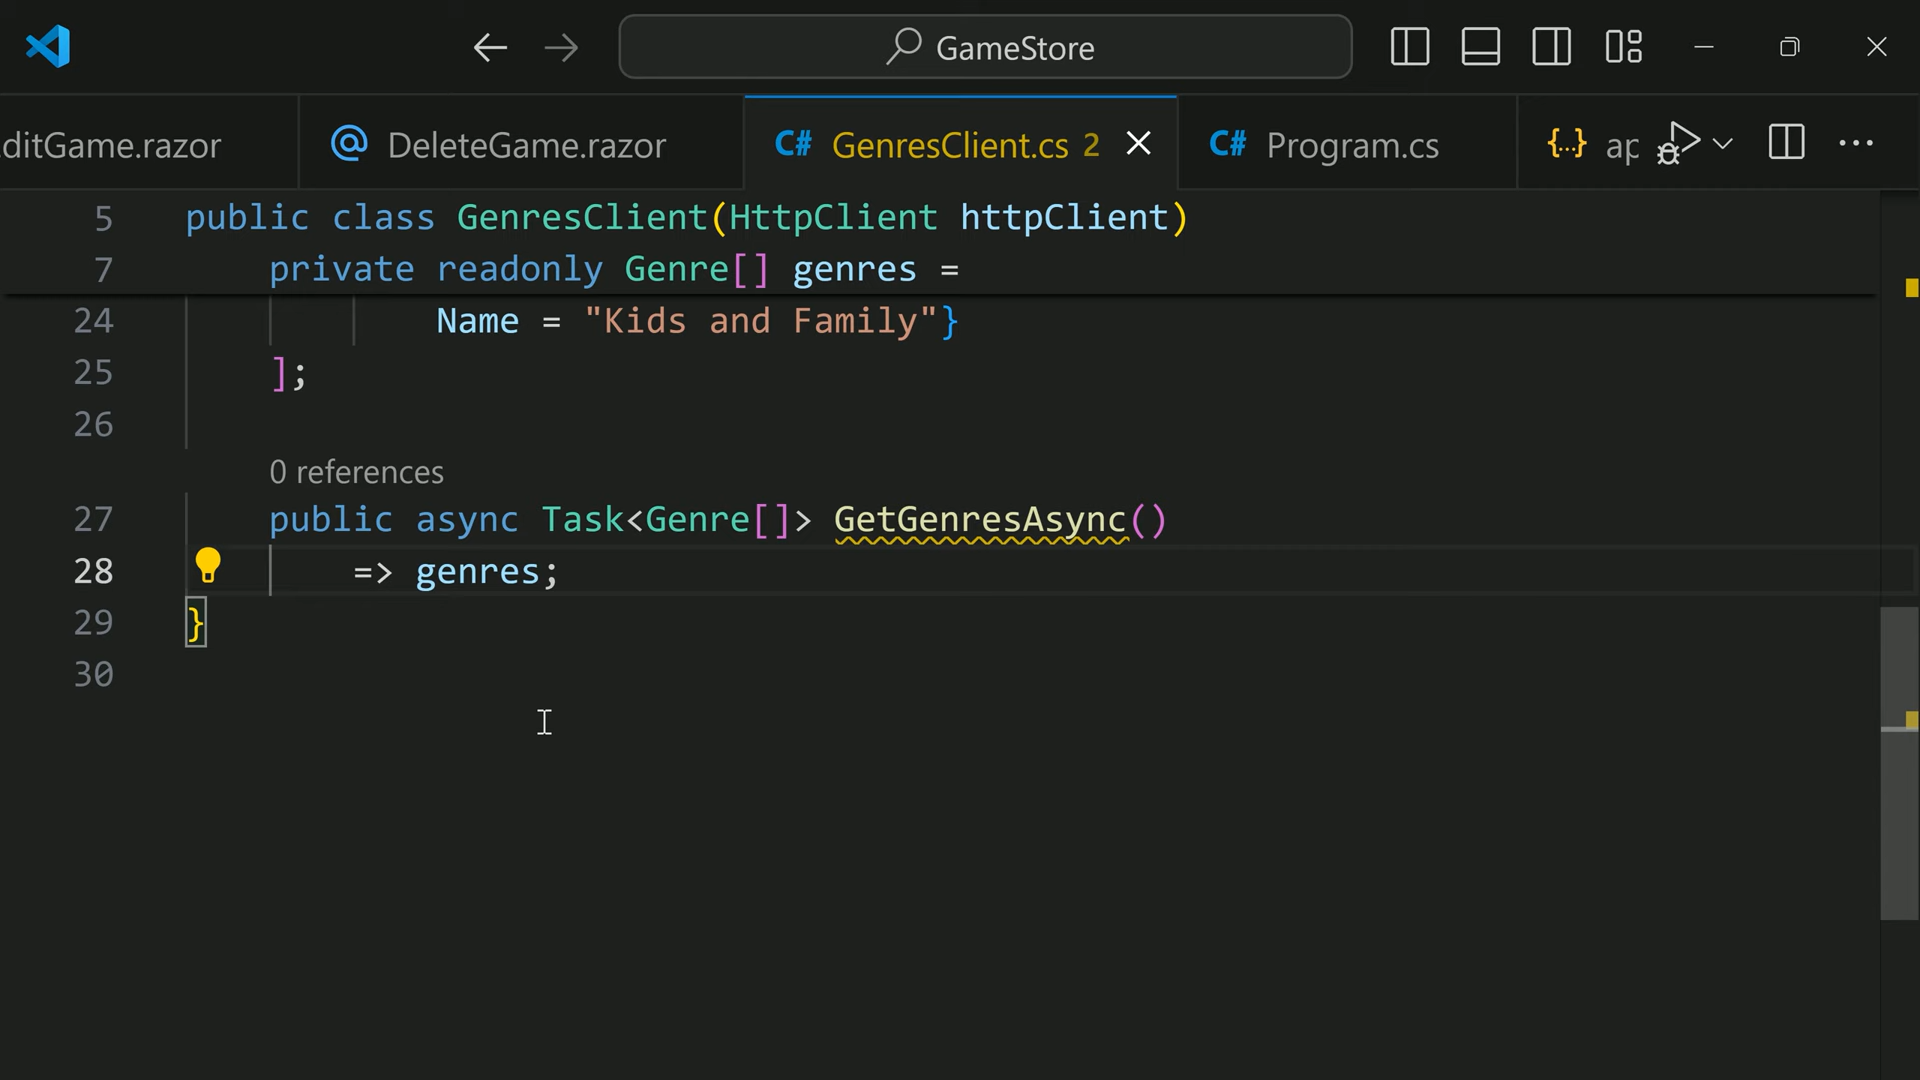 GameStore
ditGame.razor
@ DeleteGame.razor
C# GenresClient.cs 2
C# Program.cs
{...} ap
5 public class GenresClient(HttpClient httpClient)
7 private readonly Genre[] genres =
24 Name = "Kids and Family"}
25 ];
26
0 references
27 public async Task<Genre[]> GetGenresAsync()
28 => genres;
29 }
30